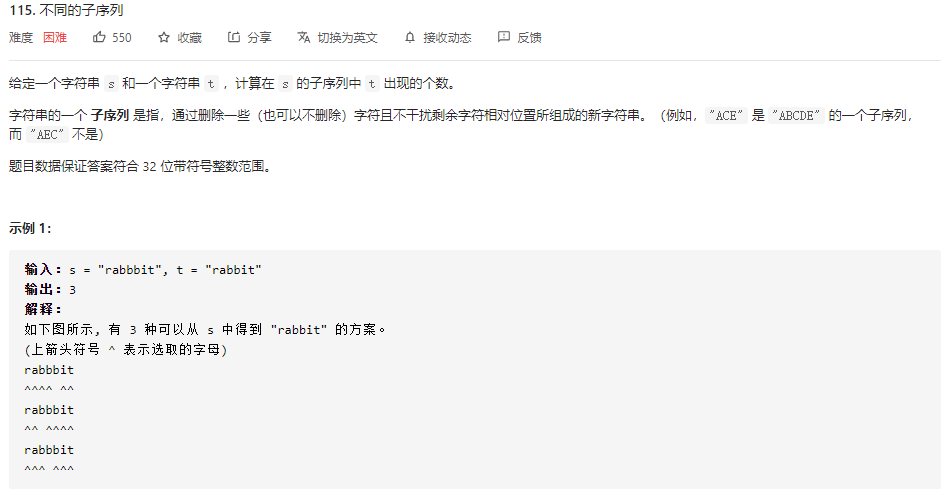 115. 不同的子序列
难度 困难 550 收藏 分享 切换为英文 接收动态 反馈
给定一个字符串 s 和一个字符串 t ，计算在 s 的子序列中 t 出现的个数。
字符串的一个 子序列 是指，通过删除一些（也可以不删除）字符且不干扰剩余字符相对位置所组成的新字符串。（例如，"ACE" 是 "ABCDE" 的一个子序列，
而 "AEC" 不是）
题目数据保证答案符合 32 位带符号整数范围。
示例 1：
输入：s = "rabbbit", t = "rabbit"
输出：3
解释：
如下图所示, 有 3 种可以从 s 中得到 "rabbit" 的方案。
(上箭头符号 ^ 表示选取的字母)
rabbbit
^^^^ ^^
rabbbit
^^ ^^^^
rabbbit
^^^ ^^^